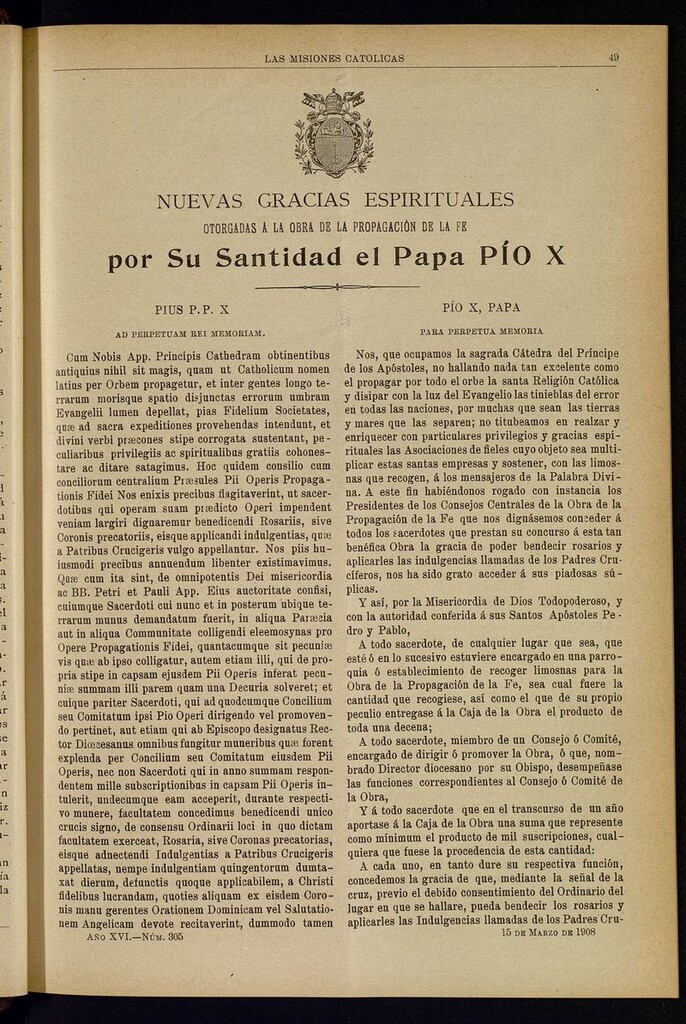 LAS MISIONES CATOLICAS 49
NUEVAS GRACIAS ESPIRITUALES
OTORGADAS Á LA OBRA DE LA PROPAGACIÓN DE LA FE
por Su Santidad el Papa PÍO X
PIUS P.P. X
AD PERPETUAM REI MEMORIAM.
Cum Nobis App. Principis Cathedram obtinentibus
antiquius nihil sit magis, quam ut Catholicum nomen
latius per Orbem propagetur, et inter gentes longo te-
rrarum morisque spatio disjunctas errorum umbram
Evangelii lumen depellat, pias Fidelium Societates,
quæ ad sacra expeditiones provehendas intendunt, et
divini verbi præcones stipe corrogata sustentant, pe-
culiaribus privilegiis ac spiritualibus gratiis cohones-
tare ac ditare satagimus. Hoc quidem consilio cum
conciliorum centralium Præsules Pii Operis Propaga-
tionis Fidei Nos enixis precibus flagitaverint, ut sacer-
dotibus qui operam suam prædicto Operi impendent
veniam largiri dignaremur benedicendi Rosariis, sive
Coronis precatoriis, eisque applicandi indulgentias, quæ
a Patribus Crucigeris vulgo appellantur. Nos piis hu-
iusmodi precibus annuendum libenter existimavimus.
Quæ cum ita sint, de omnipotentis Dei misericordia
ac BB. Petri et Pauli App. Eius auctoritate confisi,
cuiumque Sacerdoti cui nunc et in posterum ubique te-
rrarum munus demandatum fuerit, in aliqua Paræcia
aut in aliqua Communitate colligendi eleemosynas pro
Opere Propagationis Fidei, quantacumque sit pecuniæ
vis quæ ab ipso colligatur, autem etiam illi, qui de pro-
pria stipe in capsam ejusdem Pii Operis inferat pecu-
niæ summam illi parem quam una Decuria solveret; et
cuique pariter Sacerdoti, qui ad quodcumque Concilium
seu Comitatum ipsi Pio Operi dirigendo vel promoven-
do pertinet, aut etiam qui ab Episcopo designatus Rec-
tor Diœcesanus omnibus fungitur muneribus quæ forent
explenda per Concilium seu Comitatum eiusdem Pii
Operis, nec non Sacerdoti qui in anno summam respon-
dentem mille subscriptionibus in capsam Pii Operis in-
tulerit, undecumque eam acceperit, durante respecti-
vo munere, facultatem concedimus benedicendi unico
crucis signo, de consensu Ordinarii loci in quo dictam
facultatem exerceat, Rosaria, sive Coronas precatorias,
eisque adnectendi Indulgentias a Patribus Crucigeris
appellatas, nempe indulgentiam quingentorum dumta-
xat dierum, defunctis quoque applicabilem, a Christi
fidelibus lucrandam, quoties aliquam ex eisdem Coro-
nis manu gerentes Orationem Dominicam vel Salutatio-
nem Angelicam devote recitaverint, dummodo tamen
AÑO XVI.—NÚM. 305
PÍO X, PAPA
PARA PERPETUA MEMORIA
Nos, que ocupamos la sagrada Cátedra del Príncipe
de los Apóstoles, no hallando nada tan excelente como
el propagar por todo el orbe la santa Religión Católica
y disipar con la luz del Evangelio las tinieblas del error
en todas las naciones, por muchas que sean las tierras
y mares que las separen; no titubeamos en realzar y
enriquecer con particulares privilegios y gracias espi-
rituales las Asociaciones de fieles cuyo objeto sea multi-
plicar estas santas empresas y sostener, con las limos-
nas que recogen, á los mensajeros de la Palabra Divi-
na. A este fin habiéndonos rogado con instancia los
Presidentes de los Consejos Centrales de la Obra de la
Propagación de la Fe que nos dignásemos conceder á
todos los sacerdotes que prestan su concurso á esta tan
benéfica Obra la gracia de poder bendecir rosarios y
aplicarles las indulgencias llamadas de los Padres Cru-
cíferos, nos ha sido grato acceder á sus piadosas sú-
plicas.
Y así, por la Misericordia de Dios Todopoderoso, y
con la autoridad conferida á sus Santos Apóstoles Pe-
dro y Pablo,
A todo sacerdote, de cualquier lugar que sea, que
esté ó en lo sucesivo estuviere encargado en una parro-
quia ó establecimiento de recoger limosnas para la
Obra de la Propagación de la Fe, sea cual fuere la
cantidad que recogiese, así como el que de su propio
peculio entregase á la Caja de la Obra el producto de
toda una decena;
A todo sacerdote, miembro de un Consejo ó Comité,
encargado de dirigir ó promover la Obra, ó que, nom-
brado Director diocesano por su Obispo, desempeñase
las funciones correspondientes al Consejo ó Comité de
la Obra,
Y á todo sacerdote que en el transcurso de un año
aportase á la Caja de la Obra una suma que represente
como mínimum el producto de mil suscripciones, cual-
quiera que fuese la procedencia de esta cantidad:
A cada uno, en tanto dure su respectiva función,
concedemos la gracia de que, mediante la señal de la
cruz, previo el debido consentimiento del Ordinario del
lugar en que se hallare, pueda bendecir los rosarios y
aplicarles las Indulgencias llamadas de los Padres Cru-
15 DE MARZO DE 1908